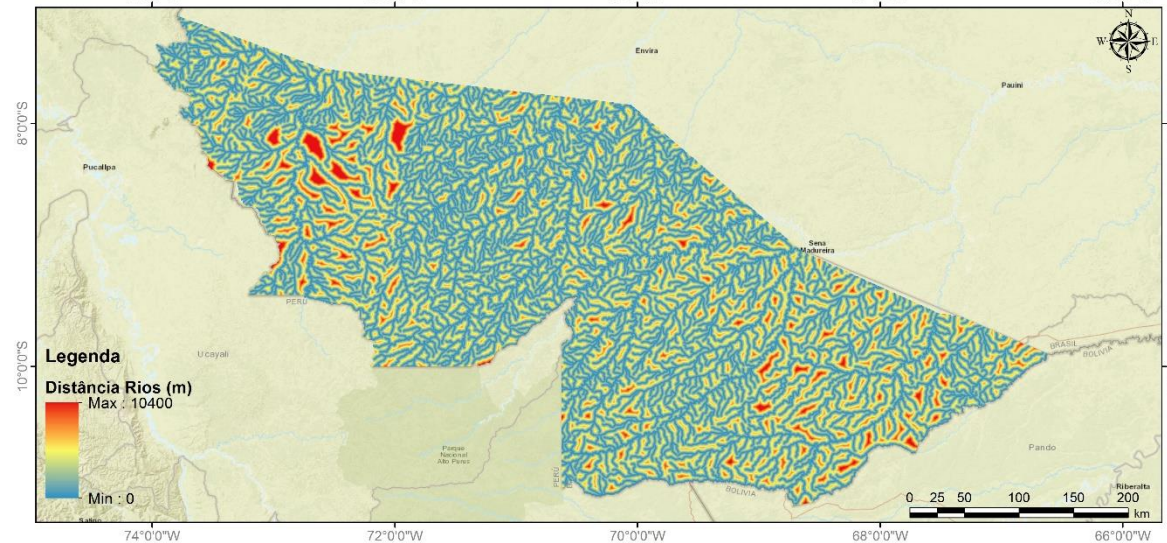 N
W E
S
Envira
Pauini
8°0'0"S
Pucallpa
Sena
Madureira
PERU
Ucayali
BRASIL
BOLIVIA
Legenda
10°0'0"S
Distância Rios (m)
Max : 10400
Min : 0
Parque
Nacional
Alto Purus
PERU
BOLIVIA
Pando
Riberalta
0 25 50 100 150 200
km
74°0'0"W 72°0'0"W 70°0'0"W 68°0'0"W 66°0'0"W